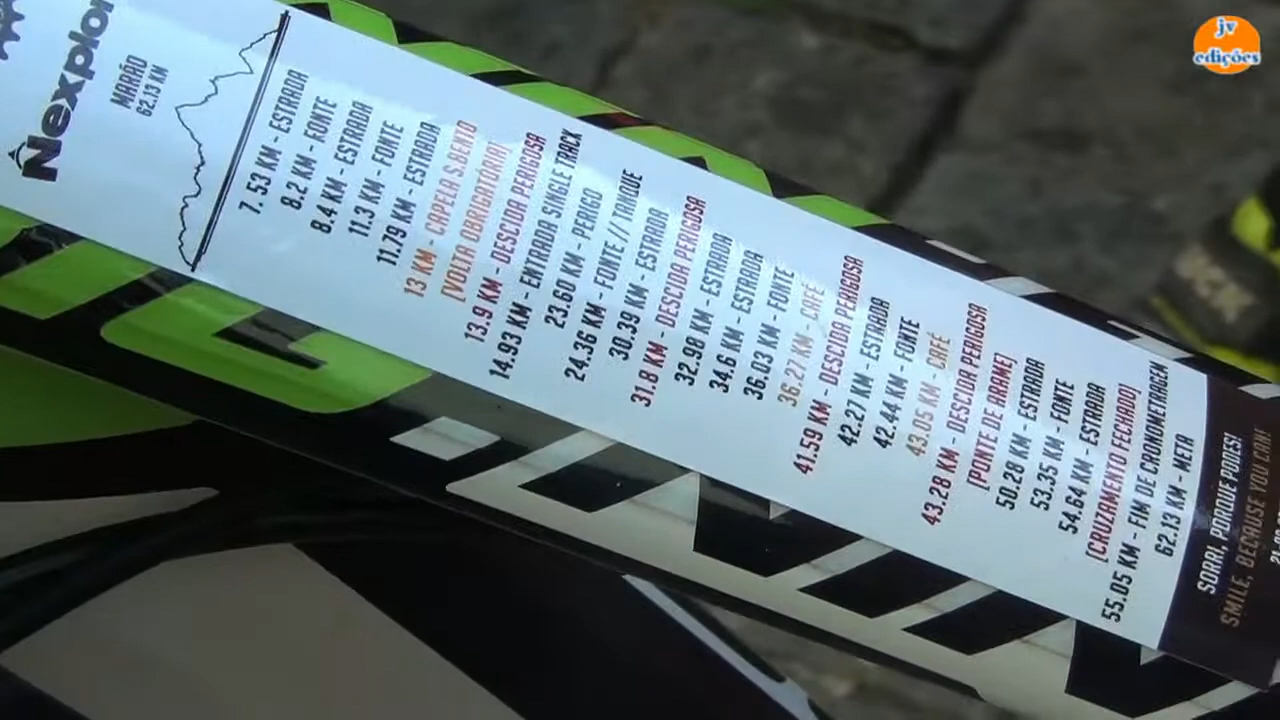 Nexplor
MARÃO
62.13 KM
7.53 KM - ESTRADA
8.2 KM - FONTE
8.4 KM - ESTRADA
11.3 KM - FONTE
11.79 KM - ESTRADA
13 KM - CAPELA S.BENTO
[VOLTA OBRIGATÓRIA]
13.9 KM - DESCIDA PERIGOSA
14.93 KM - ENTRADA SINGLE TRACK
23.60 KM - PERIGO
24.36 KM - FONTE // TANQUE
30.39 KM - ESTRADA
31.8 KM - DESCIDA PERIGOSA
32.98 KM - ESTRADA
34.6 KM - ESTRADA
36.03 KM - FONTE
36.27 KM - CAFÉ
41.59 KM - DESCIDA PERIGOSA
42.27 KM - ESTRADA
42.44 KM - FONTE
43.05 KM - CAFÉ
43.28 KM - DESCIDA PERIGOSA
[PONTE DE ARAME]
50.28 KM - ESTRADA
53.35 KM - FONTE
54.64 KM - ESTRADA
[CRUZAMENTO FECHADO]
55.05 KM - FIM DE CRONOMETRAGEM
62.13 KM - META
SORRI, PORQUE PODES!
SMILE, BECAUSE YOU CAN!
jv
edições